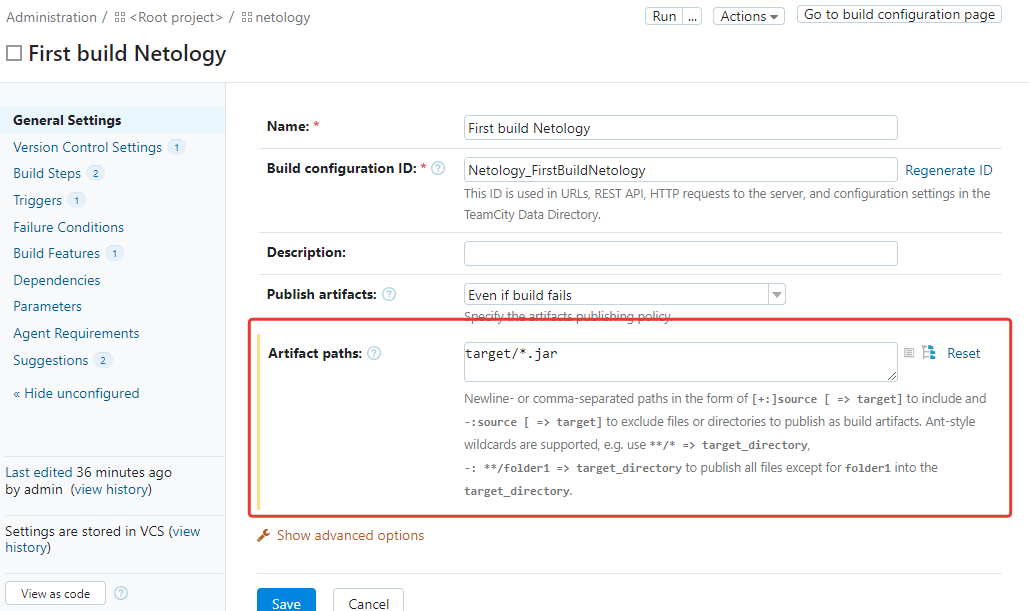 Administration / <Root project> / netology
Run ... Actions Go to build configuration page
First build Netology
General Settings
Version Control Settings 1
Build Steps 2
Triggers 1
Failure Conditions
Build Features 1
Dependencies
Parameters
Agent Requirements
Suggestions 2
« Hide unconfigured
Last edited 36 minutes ago
by admin (view history)
Settings are stored in VCS (view
history)
View as code ?
Name: * First build Netology
Build configuration ID: * ? Netology_FirstBuildNetology Regenerate ID
This ID is used in URLs, REST API, HTTP requests to the server, and configuration settings in the
TeamCity Data Directory.
Description:
Publish artifacts: ? Even if build fails
Specify the artifacts publishing policy
Artifact paths: ? target/*.jar Reset
Newline- or comma-separated paths in the form of [+:]source [ => target] to include and
-:source [ => target] to exclude files or directories to publish as build artifacts. Ant-style
wildcards are supported, e.g. use **/* => target_directory,
-: **/folder1 => target_directory to publish all files except for folder1 into the
target_directory.
Show advanced options
Save Cancel